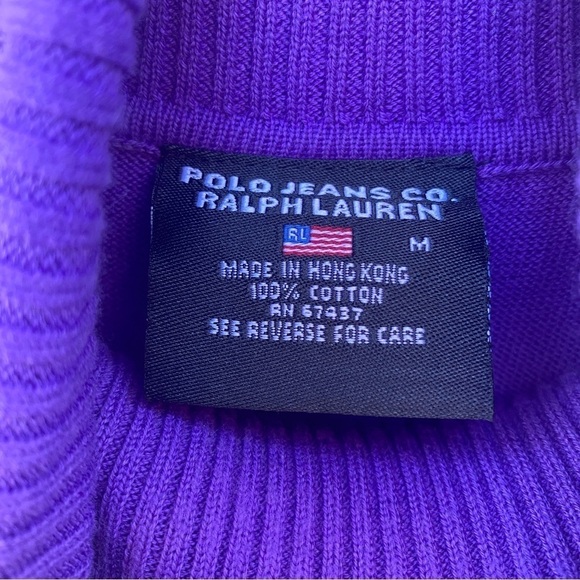 POLO JEANS CO.
RALPH LAUREN
RL
M
MADE IN HONG KONG
100% COTTON
RN 67437
SEE REVERSE FOR CARE